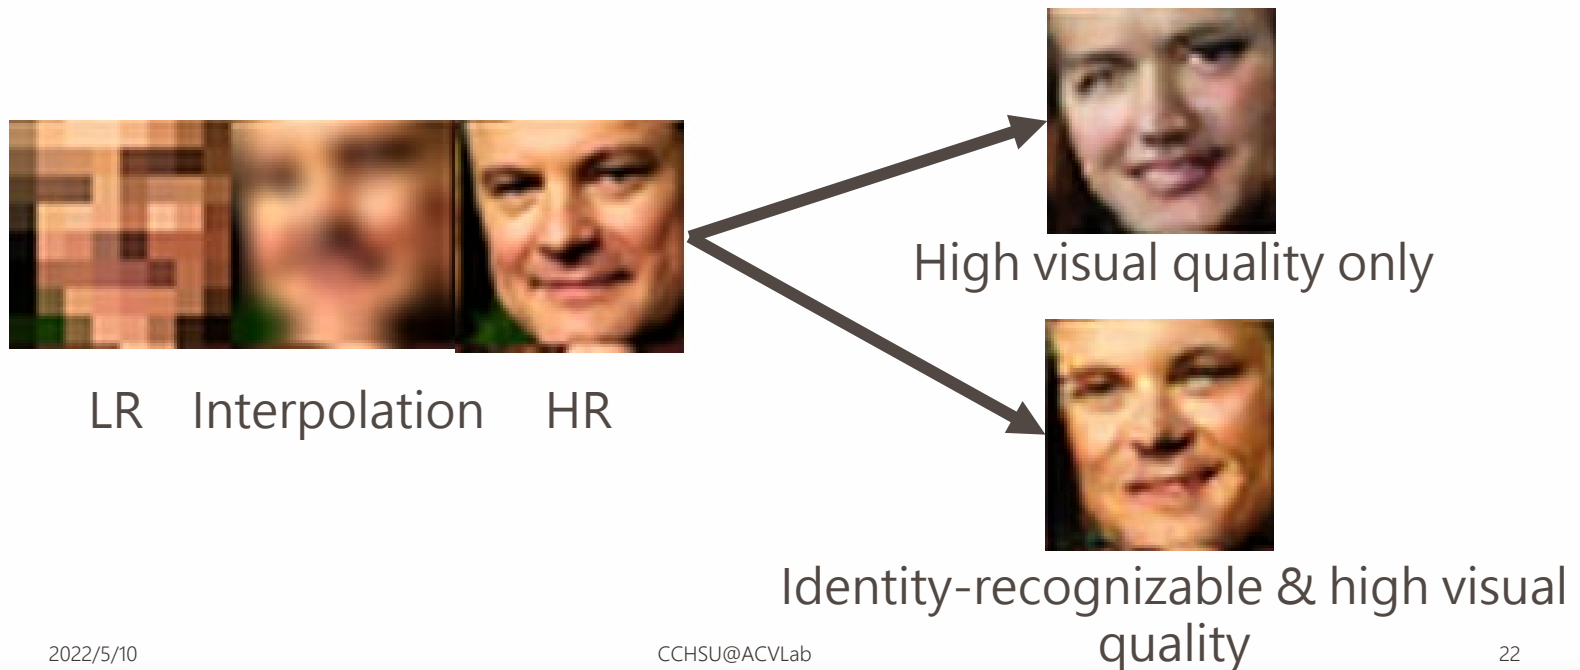 High visual quality only
LR Interpolation HR
Identity-recognizable & high visual
quality
2022/5/10
CCHSU@ACVLab
22